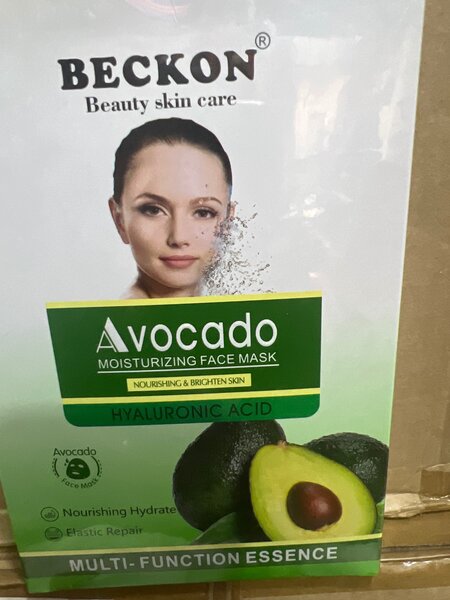 BECKON®
Beauty skin care
Avocado
MOISTURIZING FACE MASK
NOURISHING & BRIGHTEN SKIN
HYALURONIC ACID
Avocado
Face Mask
Nourishing Hydrate
Elastic Repair
MULTI- FUNCTION ESSENCE